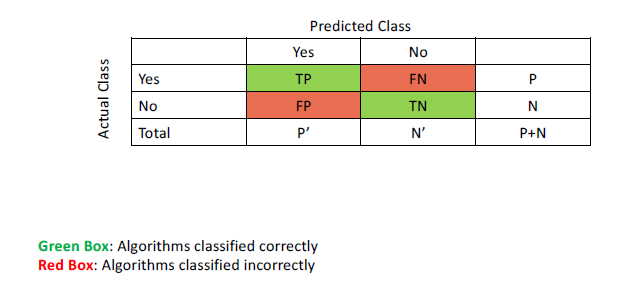 Predicted Class
Actual Class
Yes No
Yes TP FN P
No FP TN N
Total P’ N’ P+N
Green Box: Algorithms classified correctly
Red Box: Algorithms classified incorrectly